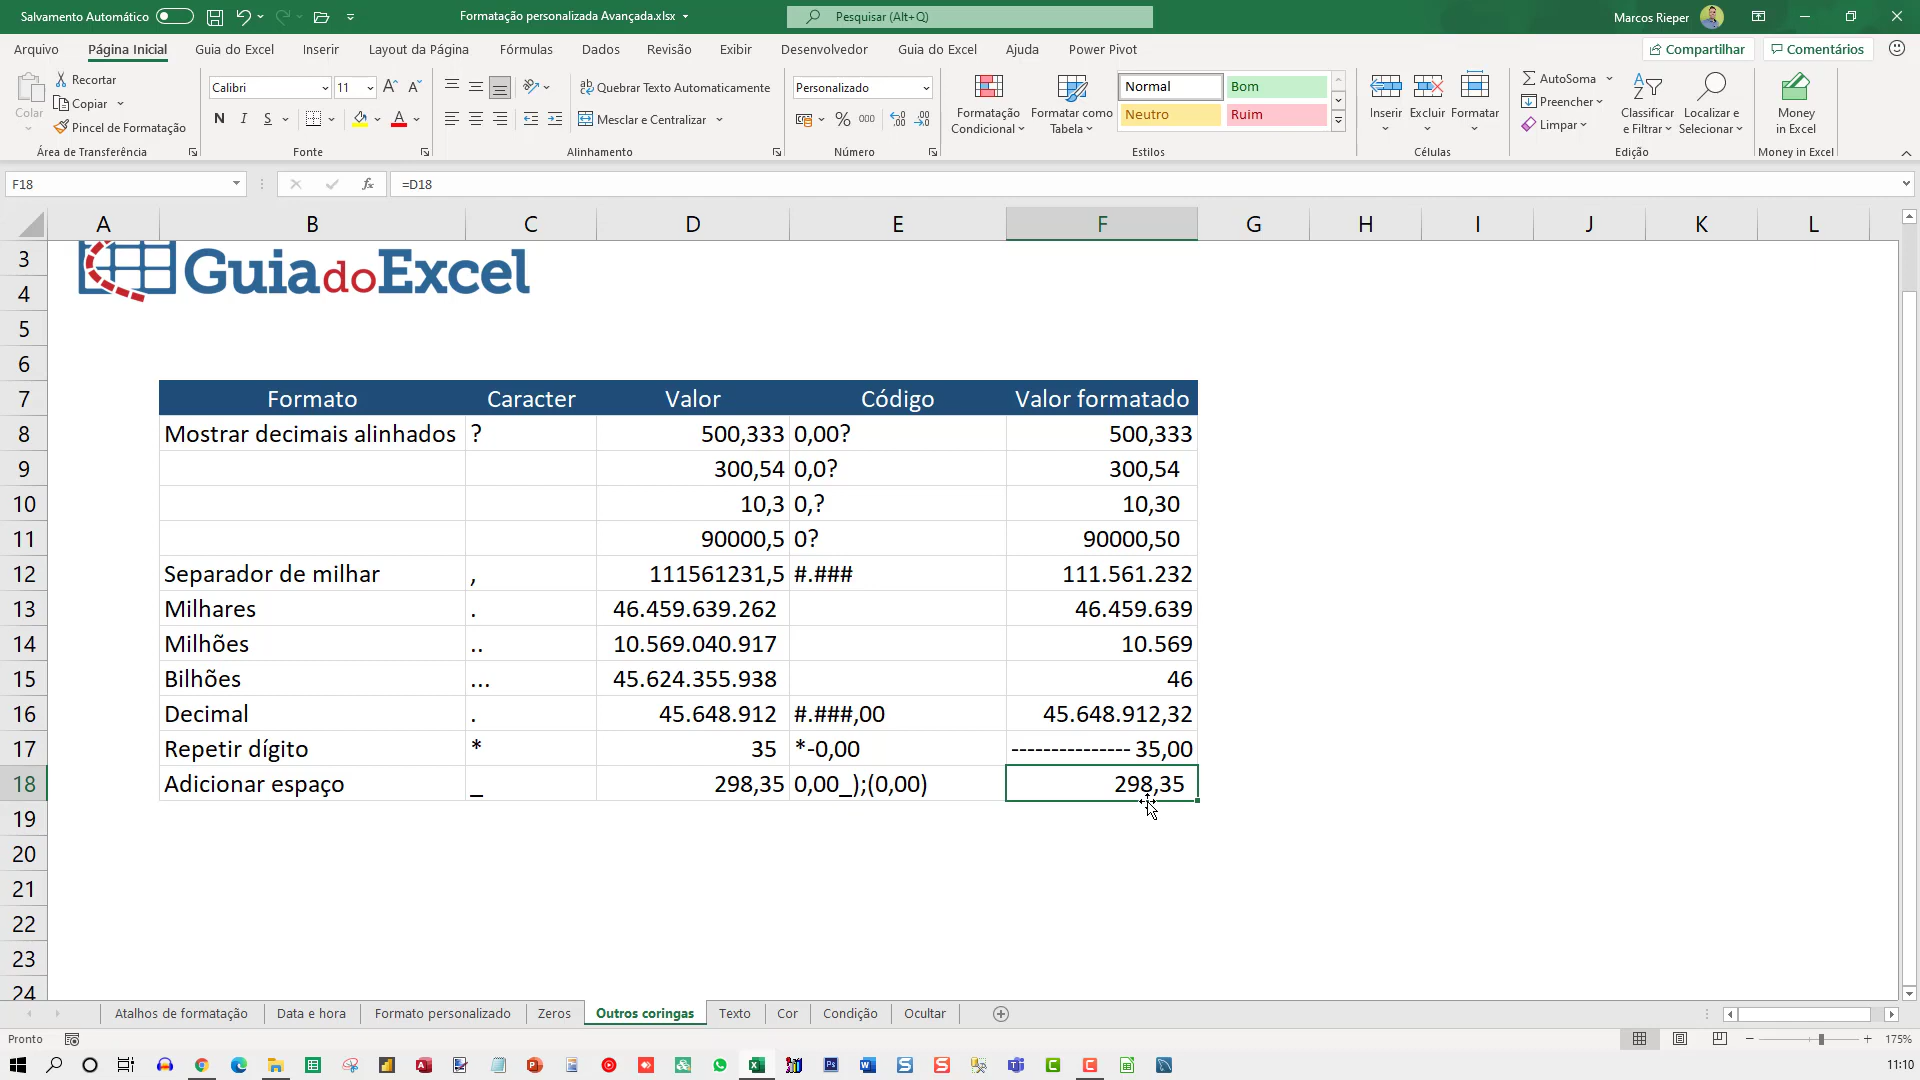 Salvamento Automático
Formatação personalizada Avançada.xlsx
Pesquisar (Alt+Q)
Marcos Rieper
Arquivo Página Inicial Guia do Excel Inserir Layout da Página Fórmulas Dados Revisão Exibir Desenvolvedor Guia do Excel Ajuda Power Pivot
Compartilhar Comentários
Colar
Recortar
Copiar
Pincel de Formatação
Área de Transferência
Calibri 11
N I S
Fonte
Quebrar Texto Automaticamente
Mesclar e Centralizar
Alinhamento
Personalizado
% 000
Número
Formatação Condicional
Formatar como Tabela
Normal Bom
Neutro Ruim
Estilos
Inserir Excluir Formatar
Células
AutoSoma
Preencher
Limpar
Classificar e Filtrar
Localizar e Selecionar
Edição
Money in Excel
Money in Excel
F18 fx =D18
A B C D E F G H I J K L
3 GuiadoExcel
4
5
6
7 Formato Caracter Valor Código Valor formatado
8 Mostrar decimais alinhados ? 500,333 0,00? 500,333
9 300,54 0,0? 300,54
10 10,3 0,? 10,30
11 90000,5 0? 90000,50
12 Separador de milhar , 111561231,5 #.### 111.561.232
13 Milhares . 46.459.639.262 46.459.639
14 Milhões .. 10.569.040.917 10.569
15 Bilhões ... 45.624.355.938 46
16 Decimal . 45.648.912 #.###,00 45.648.912,32
17 Repetir dígito * 35 *-0,00 --------------- 35,00
18 Adicionar espaço _ 298,35 0,00_);(0,00) 298,35
19
20
21
22
23
24
Atalhos de formatação Data e hora Formato personalizado Zeros Outros coringas Texto Cor Condição Ocultar
Pronto
175%
11:10